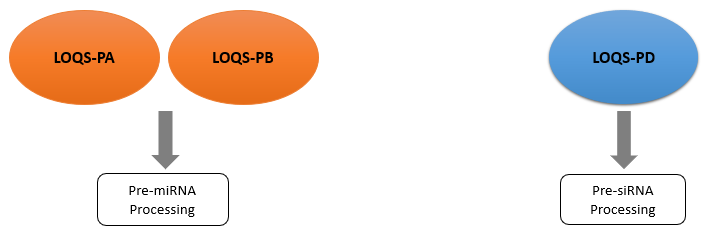 LOQS-PA
LOQS-PB
LOQS-PD
Pre-miRNA
Processing
Pre-siRNA
Processing